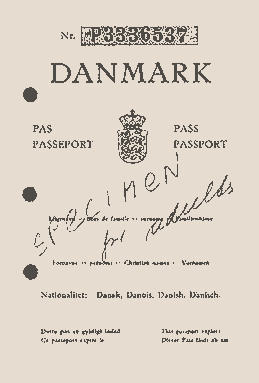 Nr. P3336537
DANMARK
PAS PASS
PASSEPORT PASSPORT
SPECIMEN
for adults
Efternavn — Nom de famille — surname — Familienname
Fornavne — prénoms — Christian names — Vornamen
Nationalitet: Dansk, Danois, Danish, Dänisch.
Dette pas er gyldigt indtil This passport expires
Ce passeport expire le Dieser Pass läuft ab am